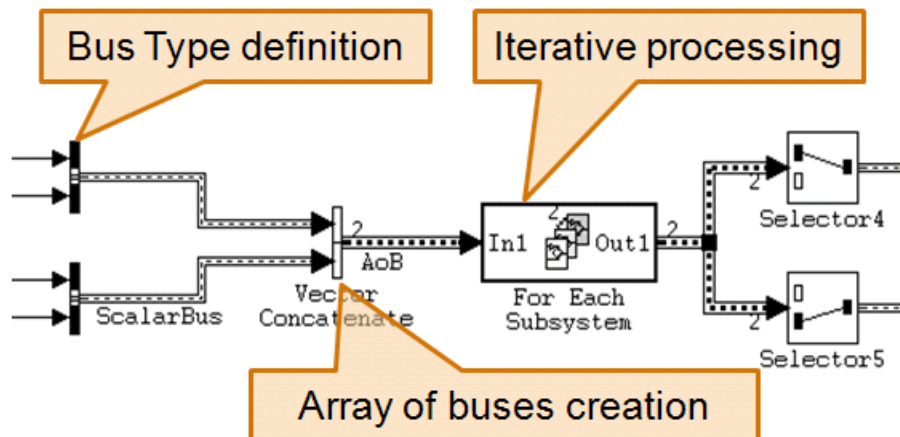 Bus Type definition
Iterative processing
2
2
Selector4
2
In1
2
Out1
2
AoB
ScalarBus
Vector
Concatenate
For Each
Subsystem
2
Selector5
Array of buses creation